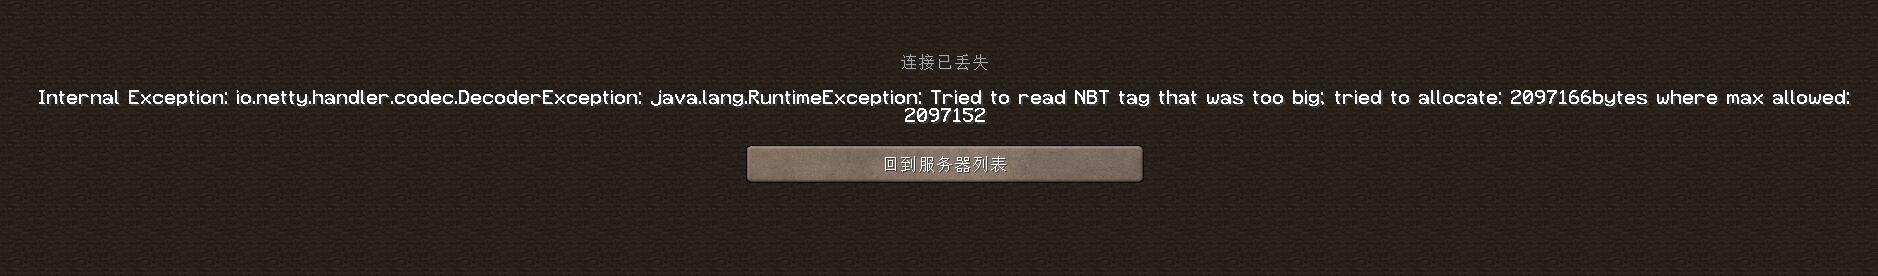 连接已丢失
Internal Exception: io.netty.handler.codec.DecoderException: java.lang.RuntimeException: Tried to read NBT tag that was too big; tried to allocate: 2097166bytes where max allowed:
2097152
回到服务器列表